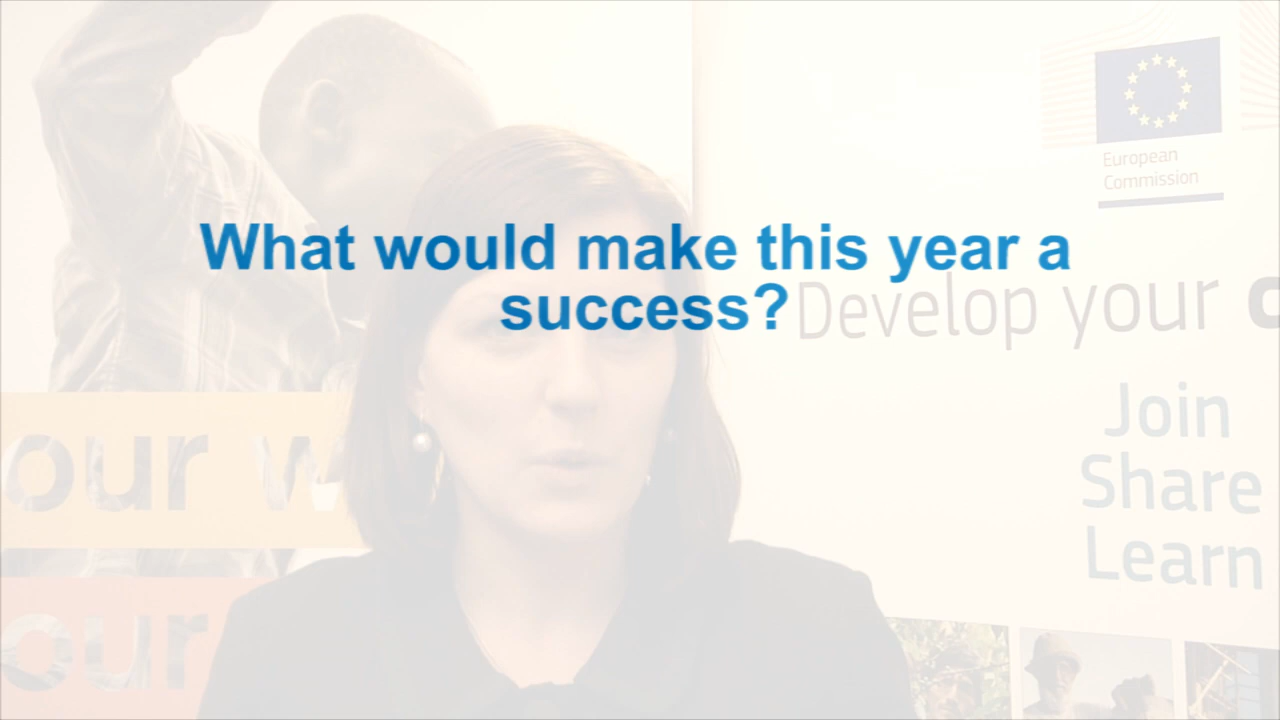 What would make this year a
success?
European
Commission
Develop your
Join
Share
Learn
our w
our